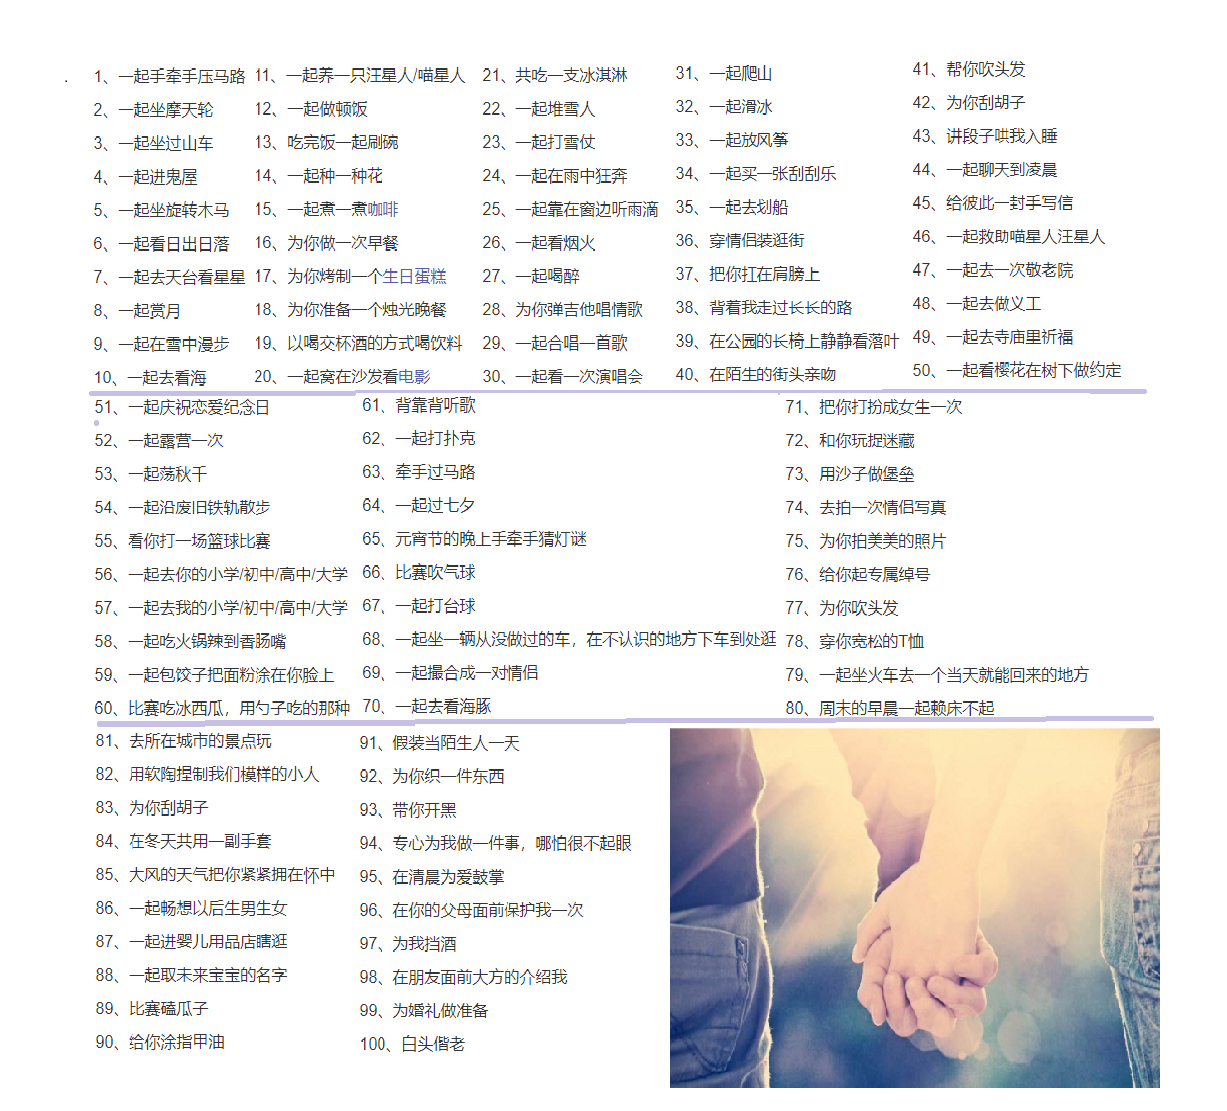 1、一起手牵手压马路
2、一起坐摩天轮
3、一起坐过山车
4、一起进鬼屋
5、一起坐旋转木马
6、一起看日出日落
7、一起去天台看星星
8、一起赏月
9、一起在雪中漫步
10、一起去看海
11、一起养一只汪星人/喵星人
12、一起做顿饭
13、吃完饭一起刷碗
14、一起种一种花
15、一起煮一煮咖啡
16、为你做一次早餐
17、为你烤制一个生日蛋糕
18、为你准备一个烛光晚餐
19、以喝交杯酒的方式喝饮料
20、一起窝在沙发看电影
21、共吃一支冰淇淋
22、一起堆雪人
23、一起打雪仗
24、一起在雨中狂奔
25、一起靠在窗边听雨滴
26、一起看烟火
27、一起喝醉
28、为你弹吉他唱情歌
29、一起合唱一首歌
30、一起看一次演唱会
31、一起爬山
32、一起滑冰
33、一起放风筝
34、一起买一张刮刮乐
35、一起去划船
36、穿情侣装逛街
37、把你扛在肩膀上
38、背着我走过长长的路
39、在公园的长椅上静静看落叶
40、在陌生的街头亲吻
41、帮你吹头发
42、为你刮胡子
43、讲段子哄我入睡
44、一起聊天到凌晨
45、给彼此一封手写信
46、一起救助喵星人汪星人
47、一起去一次敬老院
48、一起去做义工
49、一起去寺庙里祈福
50、一起看樱花在树下做约定
51、一起庆祝恋爱纪念日
52、一起露营一次
53、一起荡秋千
54、一起沿废旧铁轨散步
55、看你打一场篮球比赛
56、一起去你的小学/初中/高中/大学
57、一起去我的小学/初中/高中/大学
58、一起吃火锅辣到香肠嘴
59、一起包饺子把面粉涂在你脸上
60、比赛吃冰西瓜，用勺子吃的那种
61、背靠背听歌
62、一起打扑克
63、牵手过马路
64、一起过七夕
65、元宵节的晚上手牵手猜灯谜
66、比赛吹气球
67、一起打台球
68、一起坐一辆从没做过的车，在不认识的地方下车到处逛
69、一起撮合成一对情侣
70、一起去看海豚
71、把你打扮成女生一次
72、和你玩捉迷藏
73、用沙子做堡垒
74、去拍一次情侣写真
75、为你拍美美的照片
76、给你起专属绰号
77、为你吹头发
78、穿你宽松的T恤
79、一起坐火车去一个当天就能回来的地方
80、周末的早晨一起赖床不起
81、去所在城市的景点玩
82、用软陶捏制我们模样的小人
83、为你刮胡子
84、在冬天共用一副手套
85、大风的天气把你紧紧拥在怀中
86、一起畅想以后生男生女
87、一起进婴儿用品店瞎逛
88、一起取未来宝宝的名字
89、比赛磕瓜子
90、给你涂指甲油
91、假装当陌生人一天
92、为你织一件东西
93、带你开黑
94、专心为我做一件事，哪怕很不起眼
95、在清晨为爱鼓掌
96、在你的父母面前保护我一次
97、为我挡酒
98、在朋友面前大方的介绍我
99、为婚礼做准备
100、白头偕老